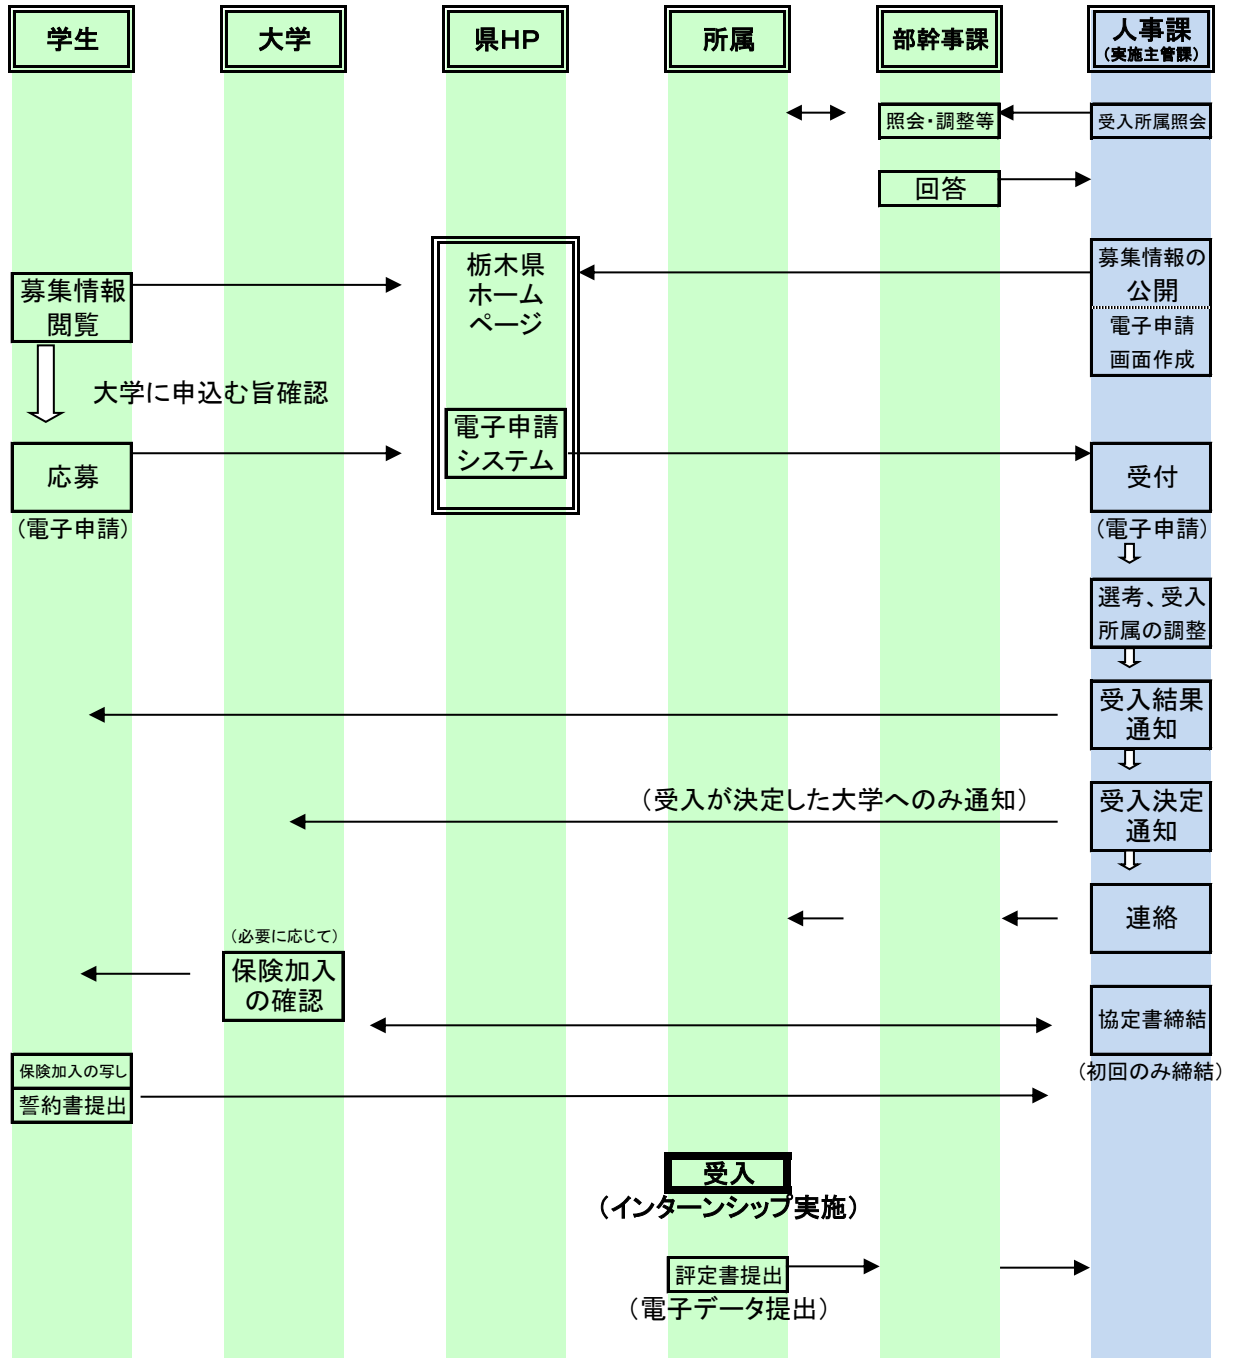 学生
大学
県HP
所属
部幹事課
人事課
（実施主管課）
照会・調整等
受入所属照会
回答
募集情報の
公開
電子申請
画面作成
栃木県
ホーム
ページ
募集情報
閲覧
大学に申込む旨確認
電子申請
システム
応募
（電子申請）
受付
（電子申請）
選考、受入
所属の調整
受入結果
通知
（受入が決定した大学へのみ通知）
受入決定
通知
連絡
（必要に応じて）
保険加入
の確認
協定書締結
（初回のみ締結）
保険加入の写し
誓約書提出
受入
（インターンシップ実施）
評定書提出
（電子データ提出）